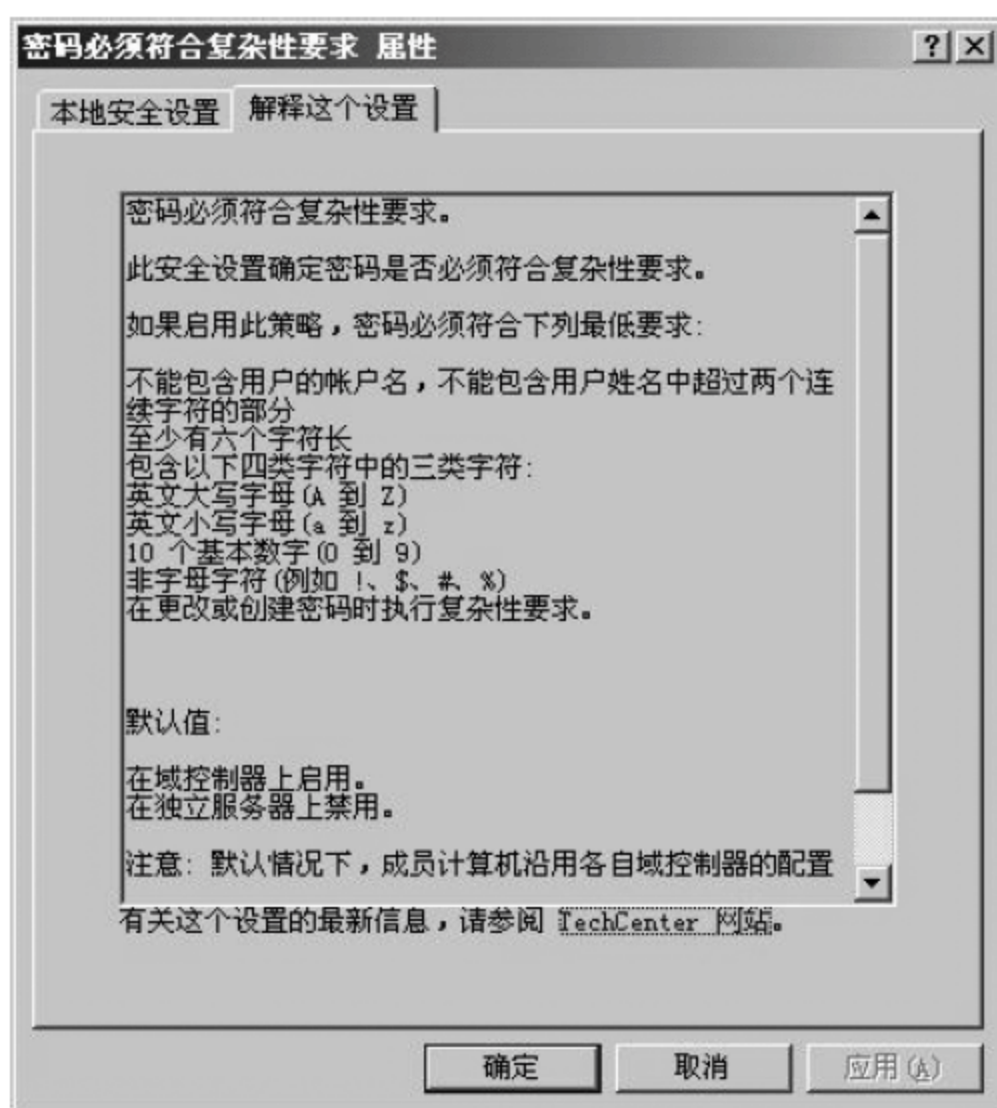 密码必须符合复杂性要求 属性
本地安全设置 解释这个设置
密码必须符合复杂性要求。
此安全设置确定密码是否必须符合复杂性要求。
如果启用此策略，密码必须符合下列最低要求:
不能包含用户的帐户名，不能包含用户姓名中超过两个连
续字符的部分
至少有六个字符长
包含以下四类字符中的三类字符:
英文大写字母(A 到 Z)
英文小写字母(a 到 z)
10 个基本数字(0 到 9)
非字母字符(例如 !、$、#、%)
在更改或创建密码时执行复杂性要求。
默认值:
在域控制器上启用。
在独立服务器上禁用。
注意: 默认情况下，成员计算机沿用各自域控制器的配置
有关这个设置的最新信息，请参阅 TechCenter 网站。
确定 取消 应用(A)